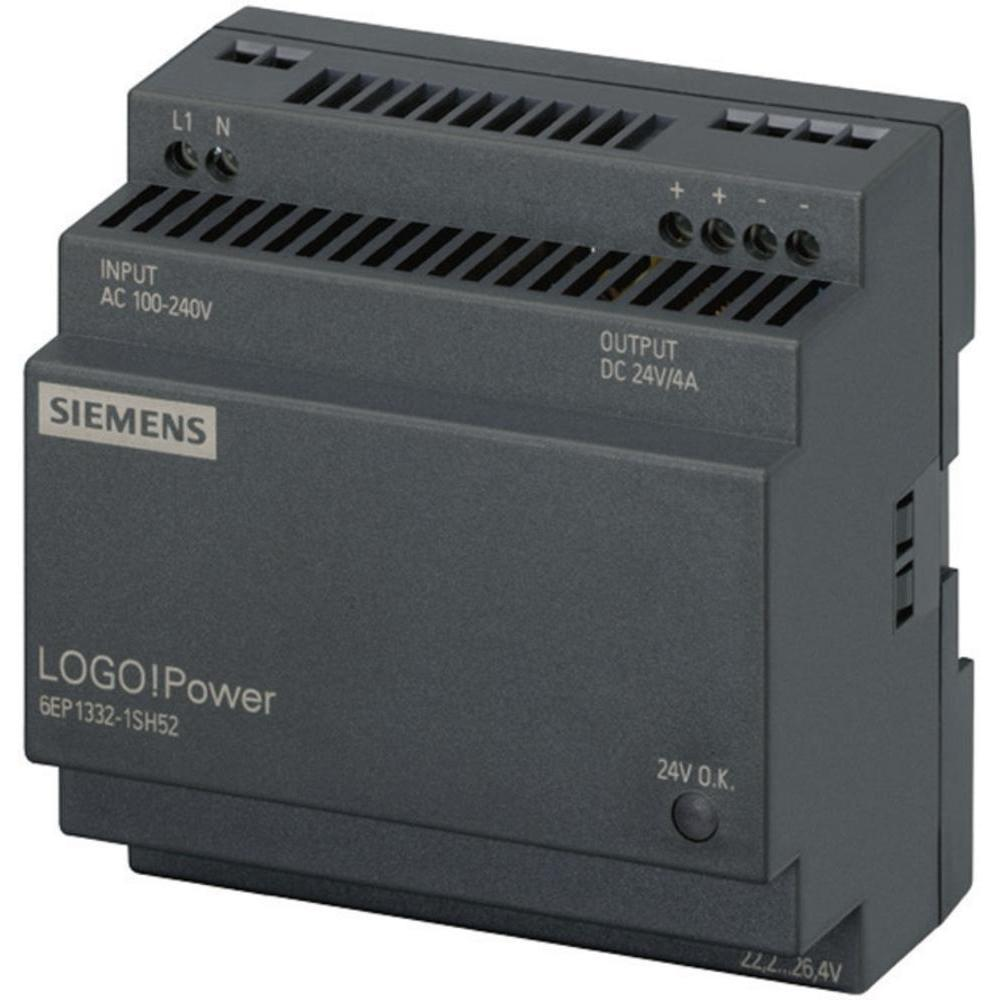 L1 N
+ + - -
INPUT
AC 100-240V
OUTPUT
DC 24V/4A
SIEMENS
LOGO!Power
6EP1332-1SH52
24V O.K.
22,2...26,4V